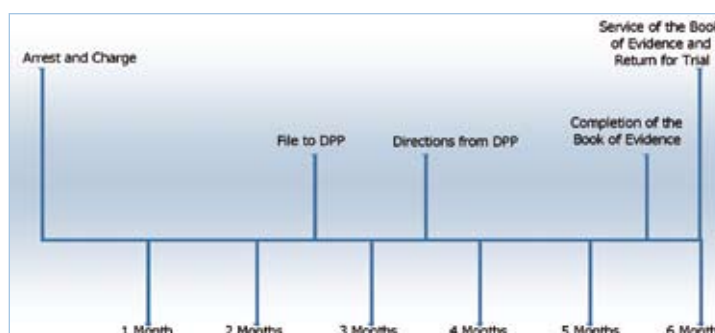 Service of the Book
of Evidence and
Return for Trial
Arrest and Charge
Completion of the
Book of Evidence
File to DPP
Directions from DPP
1 Month
2 Months
3 Months
4 Months
5 Months
6 Month